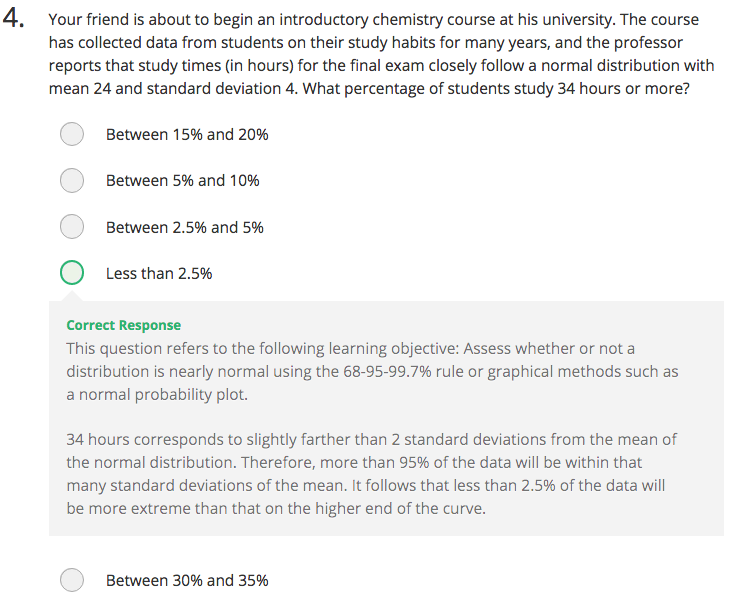 4. Your friend is about to begin an introductory chemistry course at his university. The course
has collected data from students on their study habits for many years, and the professor
reports that study times (in hours) for the final exam closely follow a normal distribution with
mean 24 and standard deviation 4. What percentage of students study 34 hours or more?
Between 15% and 20%
Between 5% and 10%
Between 2.5% and 5%
Less than 2.5%
Correct Response
This question refers to the following learning objective: Assess whether or not a
distribution is nearly normal using the 68-95-99.7% rule or graphical methods such as
a normal probability plot.
34 hours corresponds to slightly farther than 2 standard deviations from the mean of
the normal distribution. Therefore, more than 95% of the data will be within that
many standard deviations of the mean. It follows that less than 2.5% of the data will
be more extreme than that on the higher end of the curve.
Between 30% and 35%